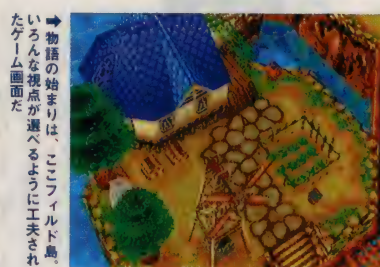 ➡物語の始まりは、ここフィルド島。
いろんな視点が選べるように工夫され
たゲーム画面だ